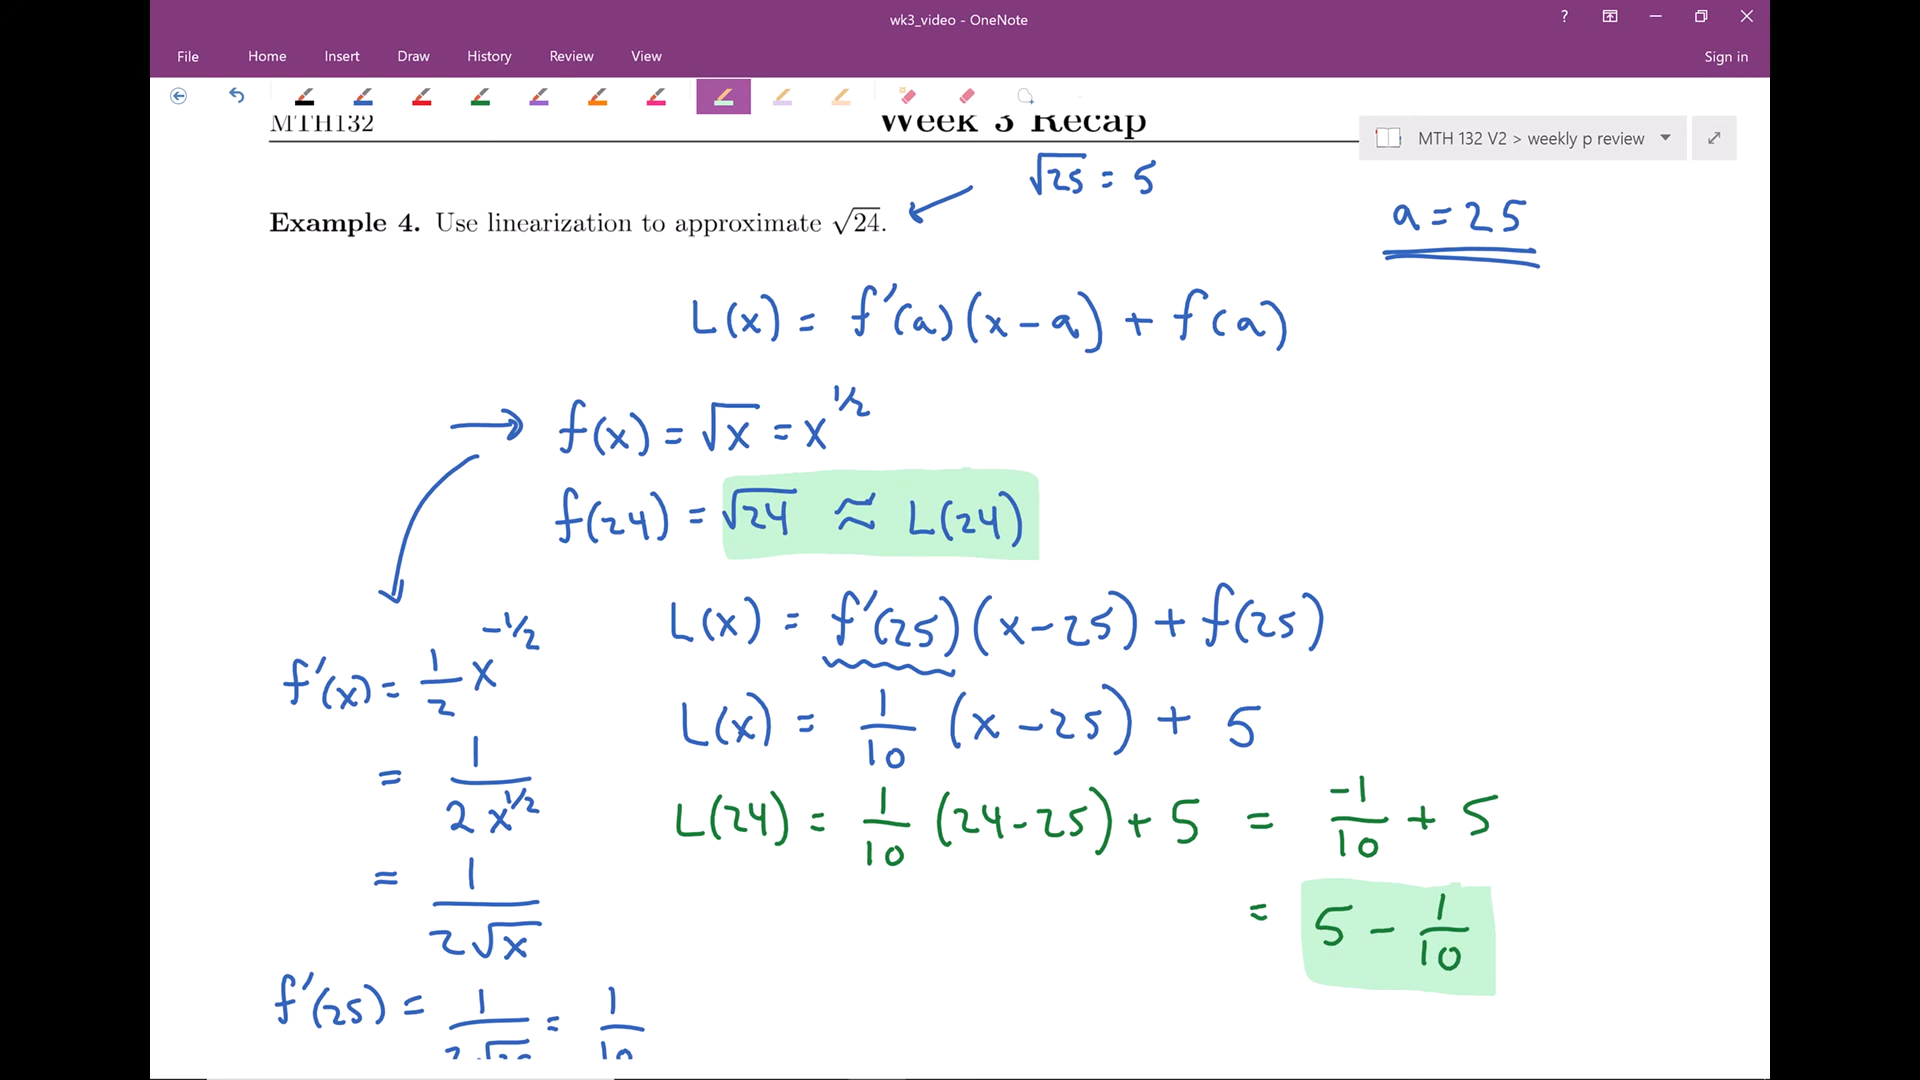 wk3_video - OneNote
?
File Home Insert Draw History Review View Sign in
MTH132 Week 3 Recap
MTH 132 V2 > weekly p review
√25 = 5
Example 4. Use linearization to approximate √24.
a = 25
L(x) = f'(a)(x - a) + f(a)
f(x) = √x = x^1/2
f(24) = √24 ≈ L(24)
L(x) = f'(25)(x-25) + f(25)
f'(x) = 1/2 x^-1/2
L(x) = 1/10 (x - 25) + 5
= 1/(2 x^1/2)
L(24) = 1/10 (24-25) + 5 = -1/10 + 5
= 1/(2√x)
= 5 - 1/10
f'(25) = 1/(2√25) = 1/10